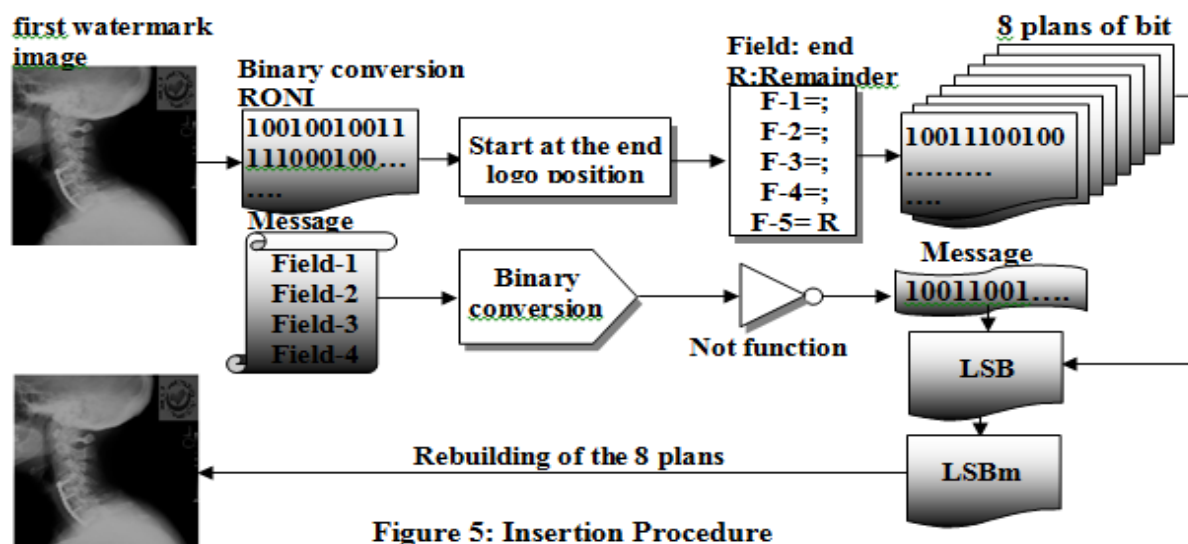 first watermark
image
Binary conversion
RONI
10010010011
111000100…
….
Start at the end
logo position
Field: end
R:Remainder
F-1=;
F-2=;
F-3=;
F-4=;
F-5= R
8 plans of bit
10011100100
………
….
Message
Field-1
Field-2
Field-3
Field-4
Binary
conversion
Not function
Message
10011001….
LSB
LSBm
Rebuilding of the 8 plans
Figure 5: Insertion Procedure